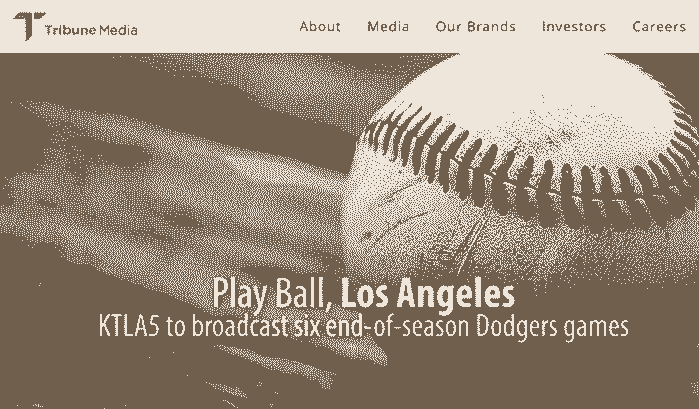 Tribune Media
About Media Our Brands Investors Careers
Play Ball, Los Angeles
KTLA5 to broadcast six end-of-season Dodgers games